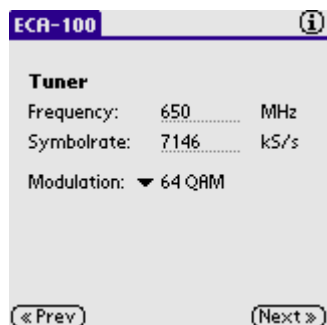 ECA-100
Tuner
Frequency: 650 MHz
Symbolrate: 7146 kS/s
Modulation: 64 QAM
« Prev Next »